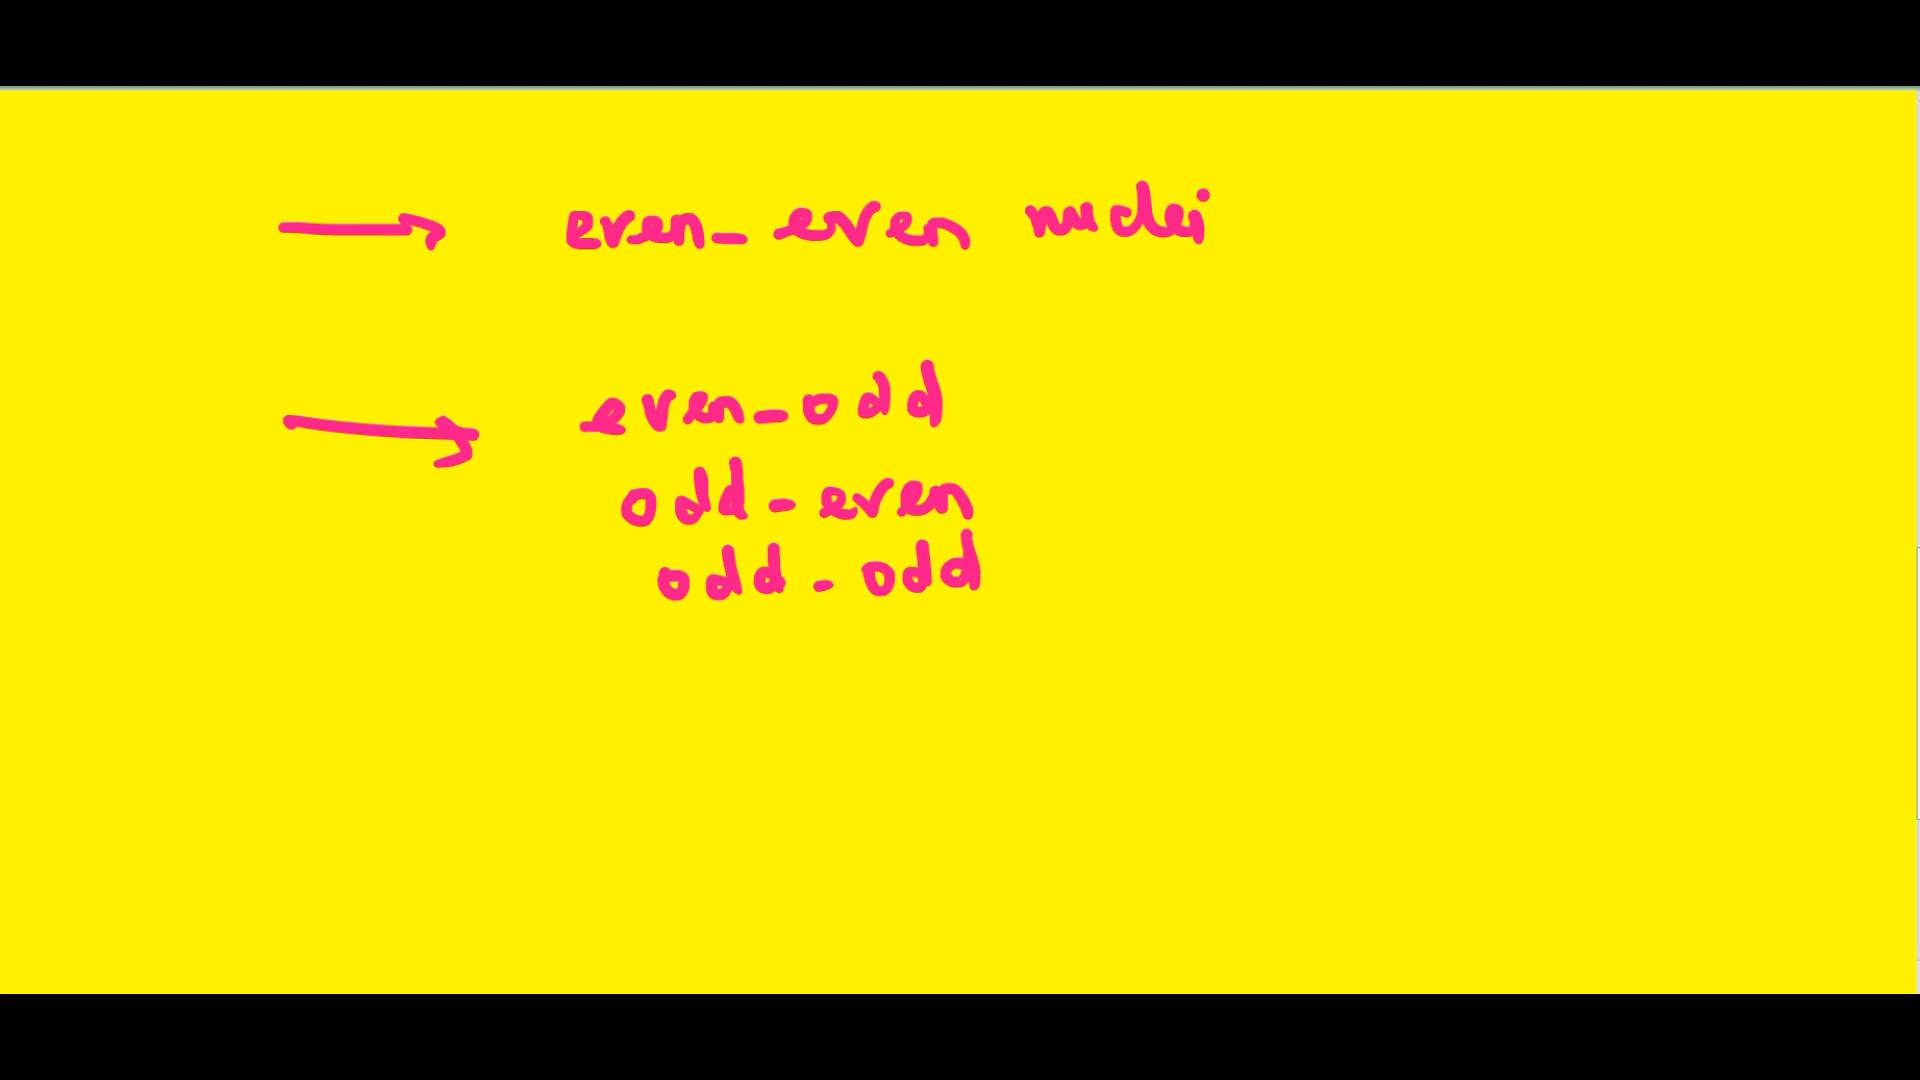 → even-even nuclei
→ even-odd
odd-even
odd-odd